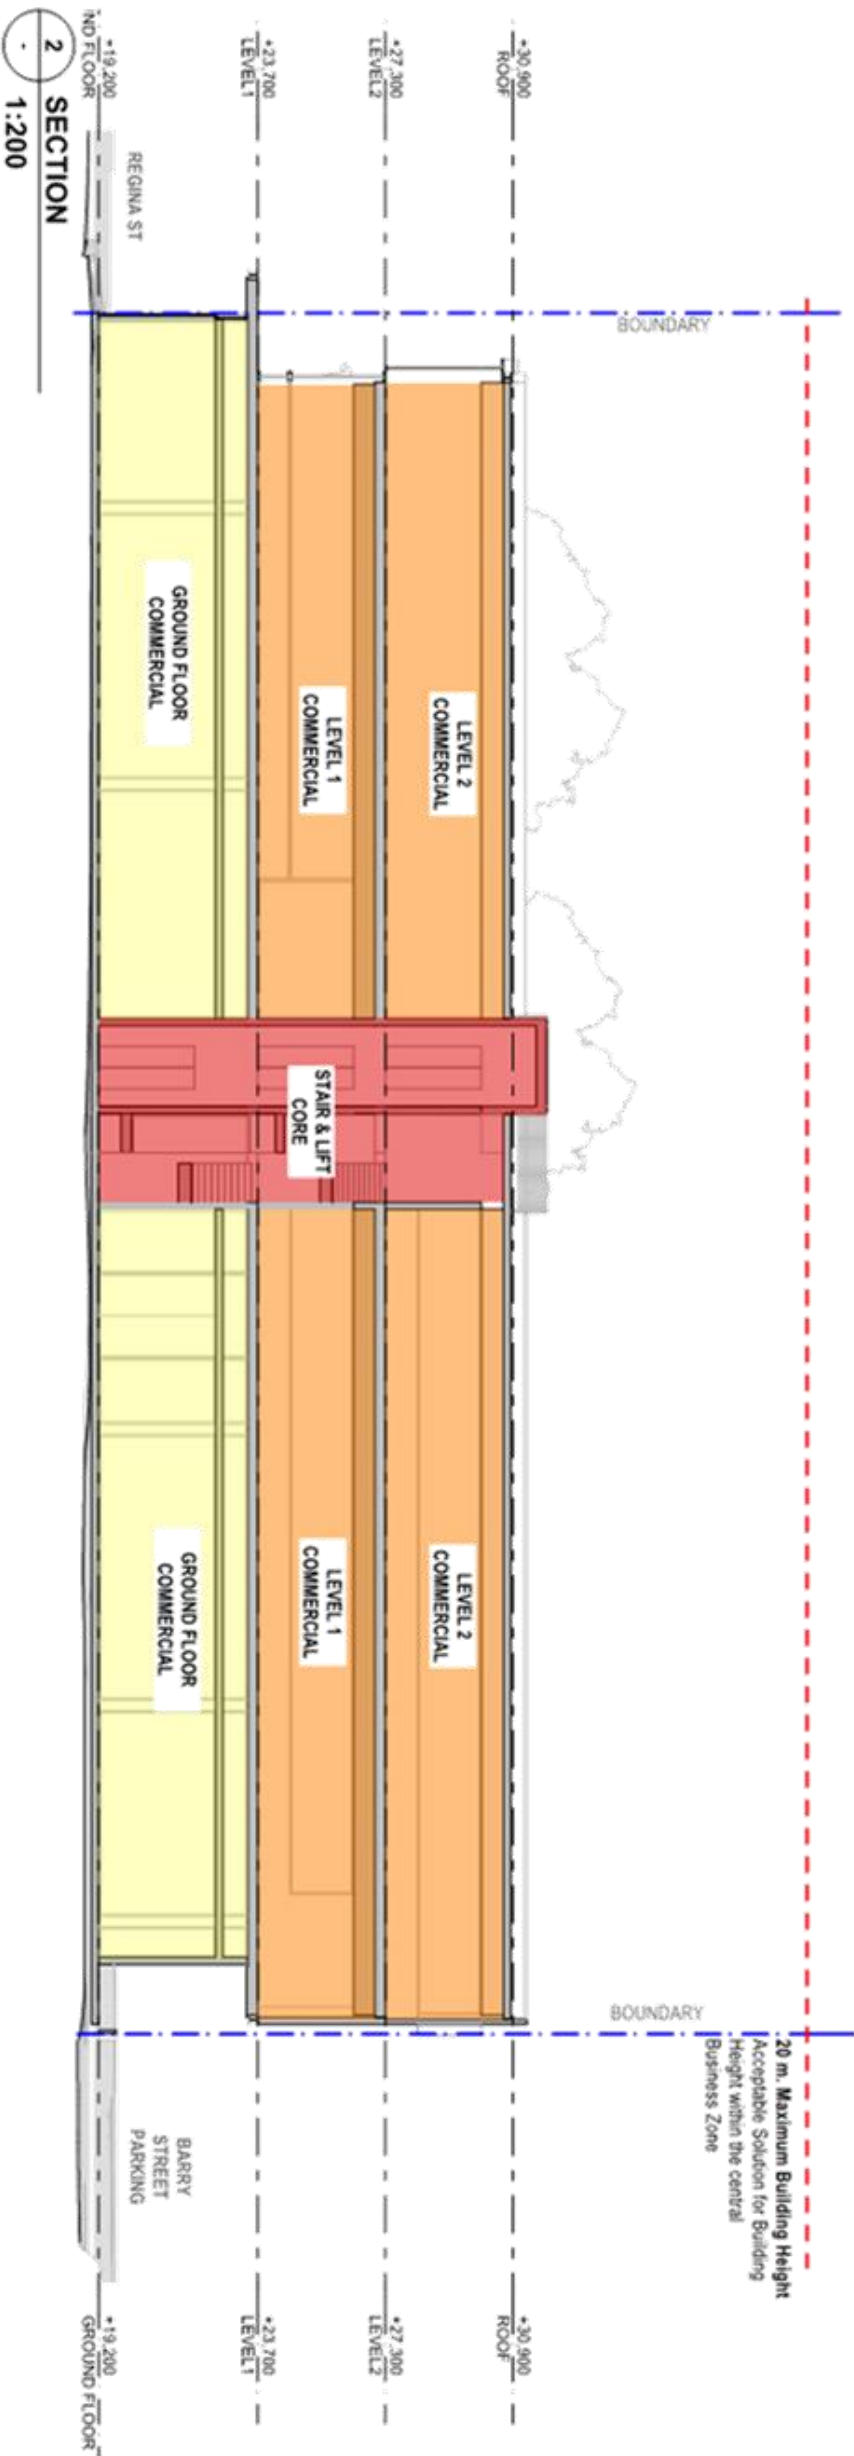 *30,900
ROOF
*27,300
LEVEL2
*23,700
LEVEL1
*19,200
ND FLOOR
REGINA ST
BOUNDARY
LEVEL 2
COMMERCIAL
LEVEL 1
COMMERCIAL
GROUND FLOOR
COMMERCIAL
STAIR & LIFT
CORE
LEVEL 2
COMMERCIAL
LEVEL 1
COMMERCIAL
GROUND FLOOR
COMMERCIAL
BOUNDARY
20 m. Maximum Building Height
Acceptable Solution for Building
Height within the central
Business Zone
BARRY
STREET
PARKING
*30,900
ROOF
*27,300
LEVEL2
*23,700
LEVEL1
*19,200
GROUND FLOOR
2
-
SECTION
1:200